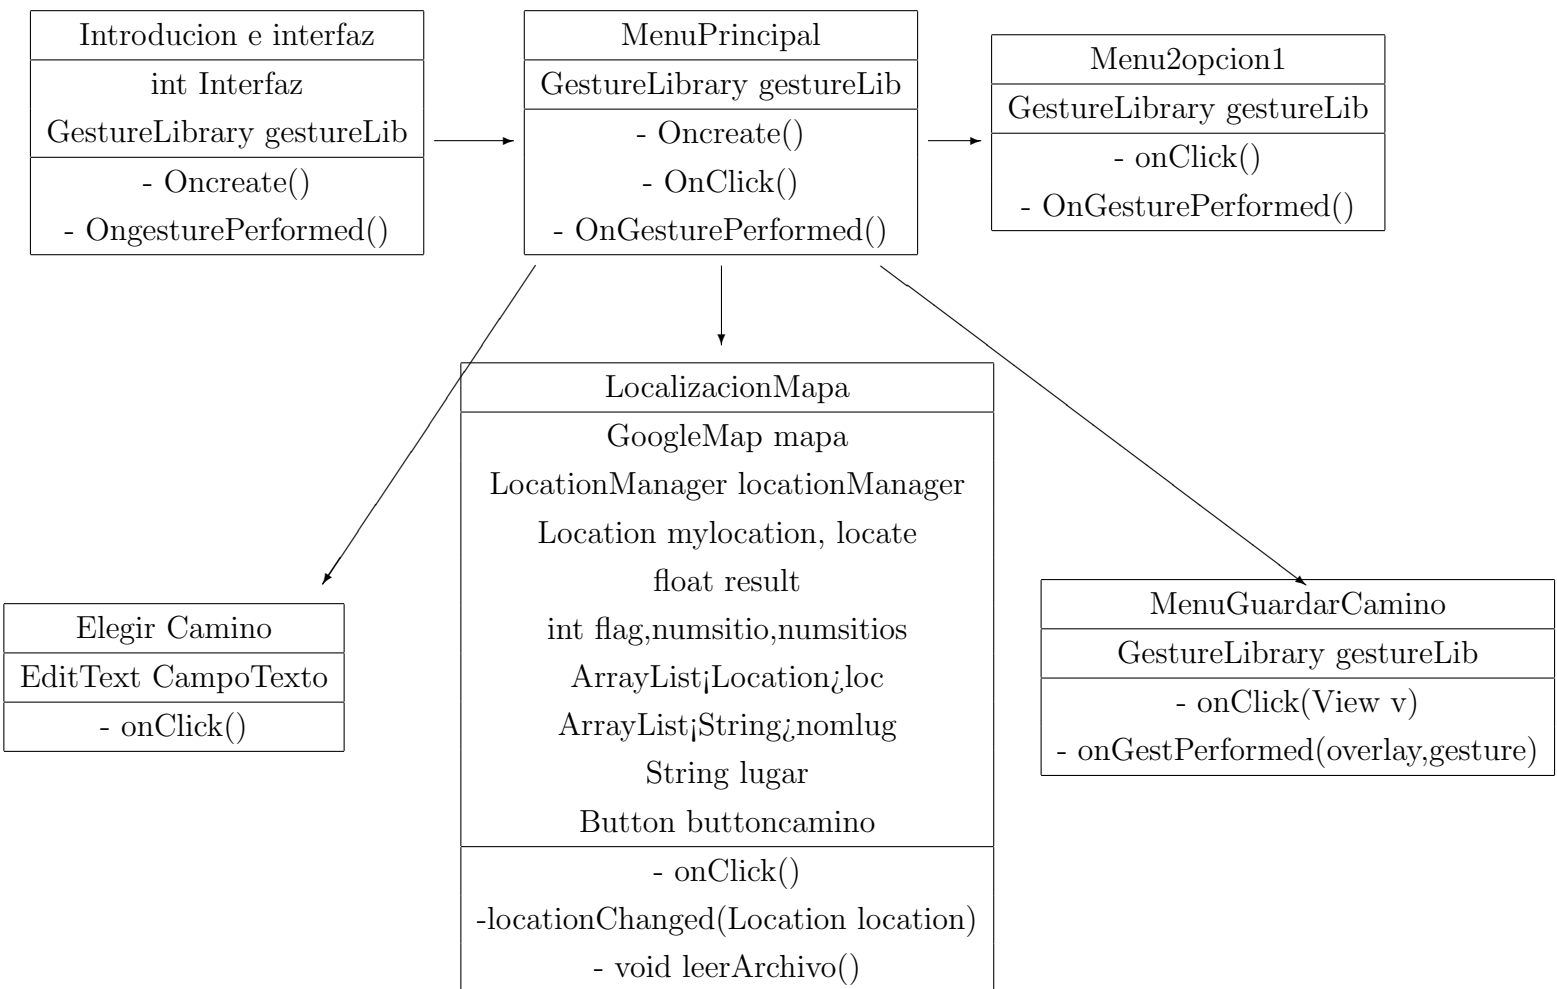 Introducion e interfaz
int Interfaz
GestureLibrary gestureLib
- Oncreate()
- OngesturePerformed()
MenuPrincipal
GestureLibrary gestureLib
- Oncreate()
- OnClick()
- OnGesturePerformed()
Menu2opcion1
GestureLibrary gestureLib
- onClick()
- OnGesturePerformed()
Elegir Camino
EditText CampoTexto
- onClick()
LocalizacionMapa
GoogleMap mapa
LocationManager locationManager
Location mylocation, locate
float result
int flag,numsitio,numsitios
ArrayList¡Location¿loc
ArrayList¡String¿nomlug
String lugar
Button buttoncamino
- onClick()
-locationChanged(Location location)
- void leerArchivo()
MenuGuardarCamino
GestureLibrary gestureLib
- onClick(View v)
- onGestPerformed(overlay,gesture)